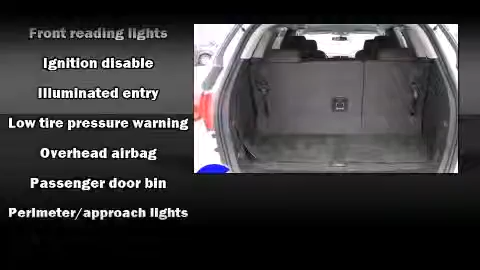 Front reading lights
Ignition disable
Illuminated entry
Low tire pressure warning
Overhead airbag
Passenger door bin
Perimeter/approach lights